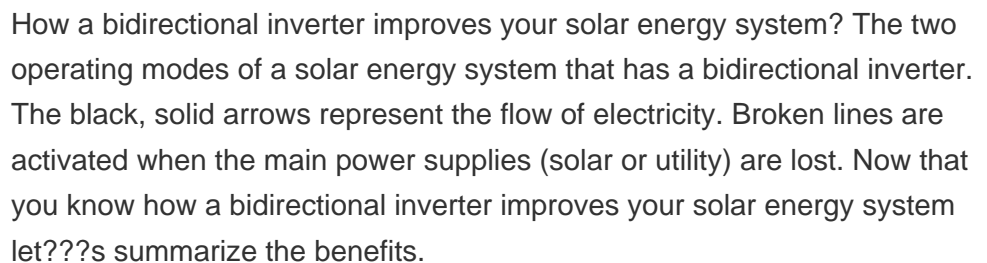 How a bidirectional inverter improves your solar energy system? The two
operating modes of a solar energy system that has a bidirectional inverter.
The black, solid arrows represent the flow of electricity. Broken lines are
activated when the main power supplies (solar or utility) are lost. Now that
you know how a bidirectional inverter improves your solar energy system
let???s summarize the benefits.